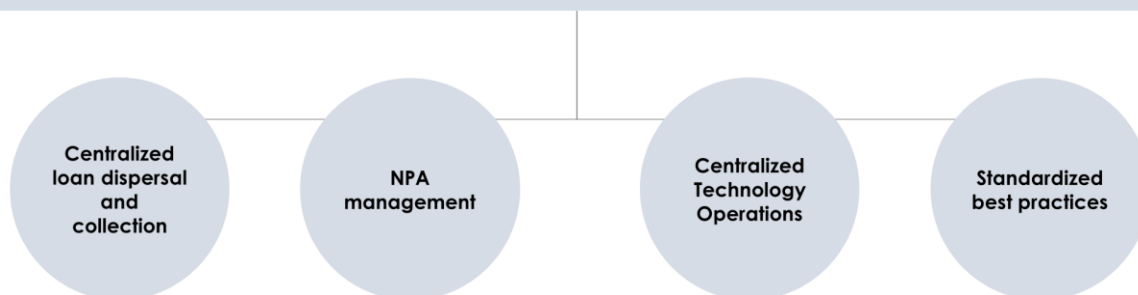 Centralized
loan dispersal
and
collection
NPA
management
Centralized
Technology
Operations
Standardized
best practices